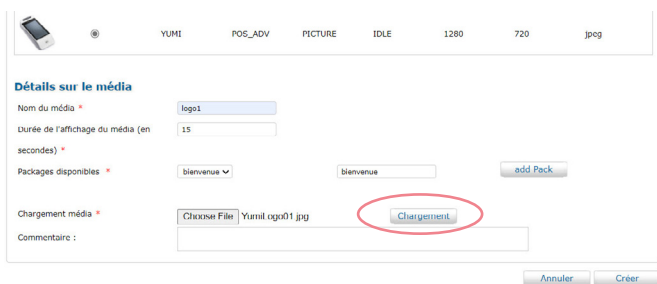 YUMI POS_ADV PICTURE IDLE 1280 720 jpeg
Détails sur le média
Nom du média * logo1
Durée de l'affichage du média (en 15
secondes) *
Packages disponibles * bienvenue bienvenue add Pack
Chargement média * Choose File YumiLogo01.jpg Chargement
Commentaire :
Annuler Créer